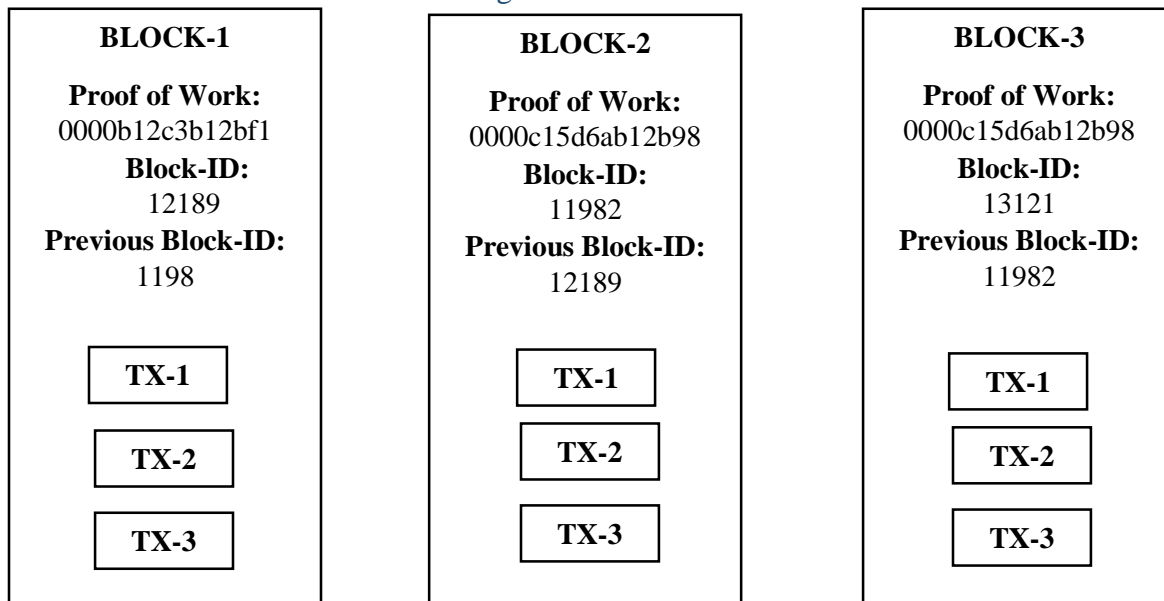 BLOCK-1
Proof of Work:
0000b12c3b12bf1
Block-ID:
12189
Previous Block-ID:
1198
TX-1
TX-2
TX-3
BLOCK-2
Proof of Work:
0000c15d6ab12b98
Block-ID:
11982
Previous Block-ID:
12189
TX-1
TX-2
TX-3
BLOCK-3
Proof of Work:
0000c15d6ab12b98
Block-ID:
13121
Previous Block-ID:
11982
TX-1
TX-2
TX-3